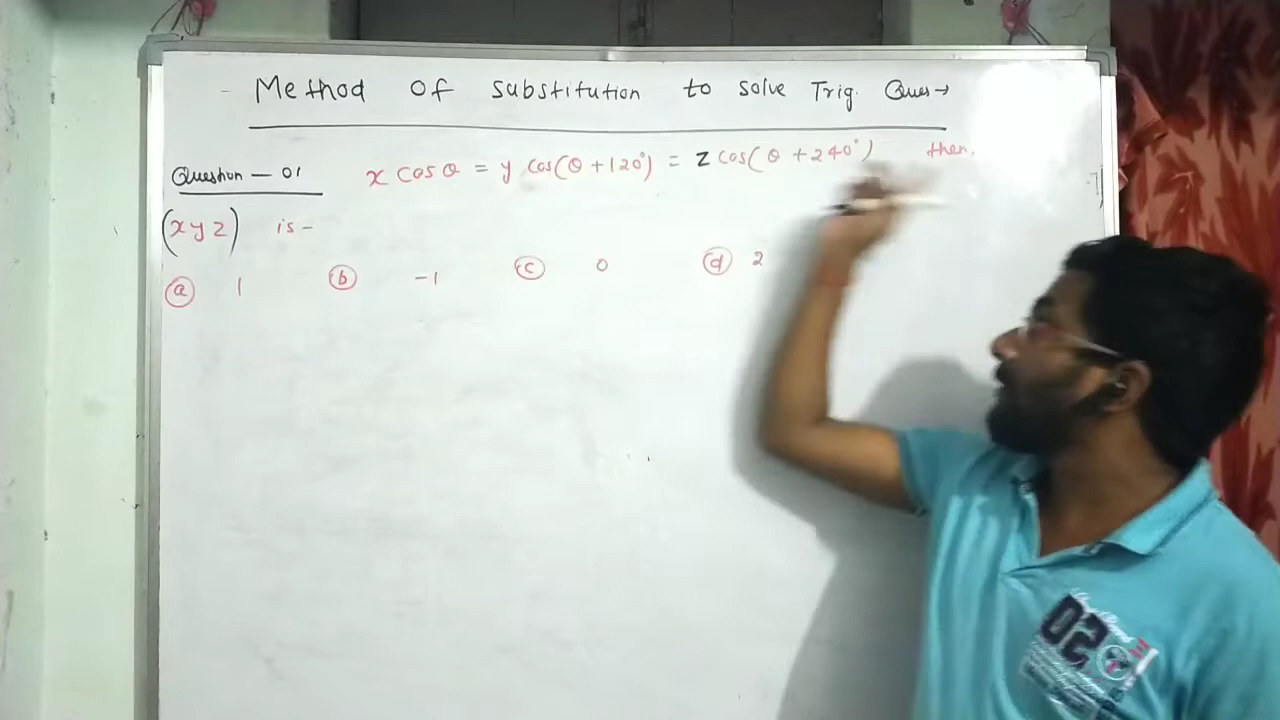 Method of substitution to solve Trig. Ques →
Question - 01 x cos θ = y cos(θ + 120°) = z cos(θ + 240°) then,
(x y z) is -
(a) 1 (b) -1 (c) 0 (d) 2
02